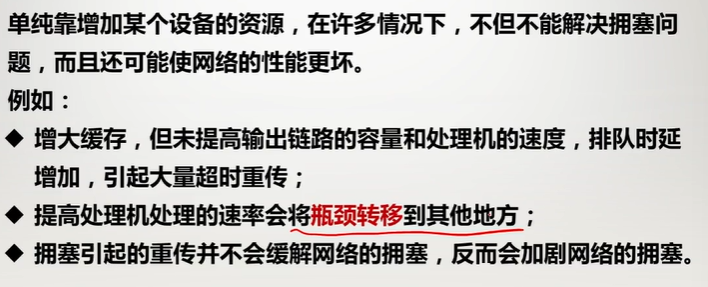 单纯靠增加某个设备的资源，在许多情况下，不但不能解决拥塞问
题，而且还可能使网络的性能更坏。
例如：
◆ 增大缓存，但未提高输出链路的容量和处理机的速度，排队时延
增加，引起大量超时重传；
◆ 提高处理机处理的速率会将瓶颈转移到其他地方；
◆ 拥塞引起的重传并不会缓解网络的拥塞，反而会加剧网络的拥塞。